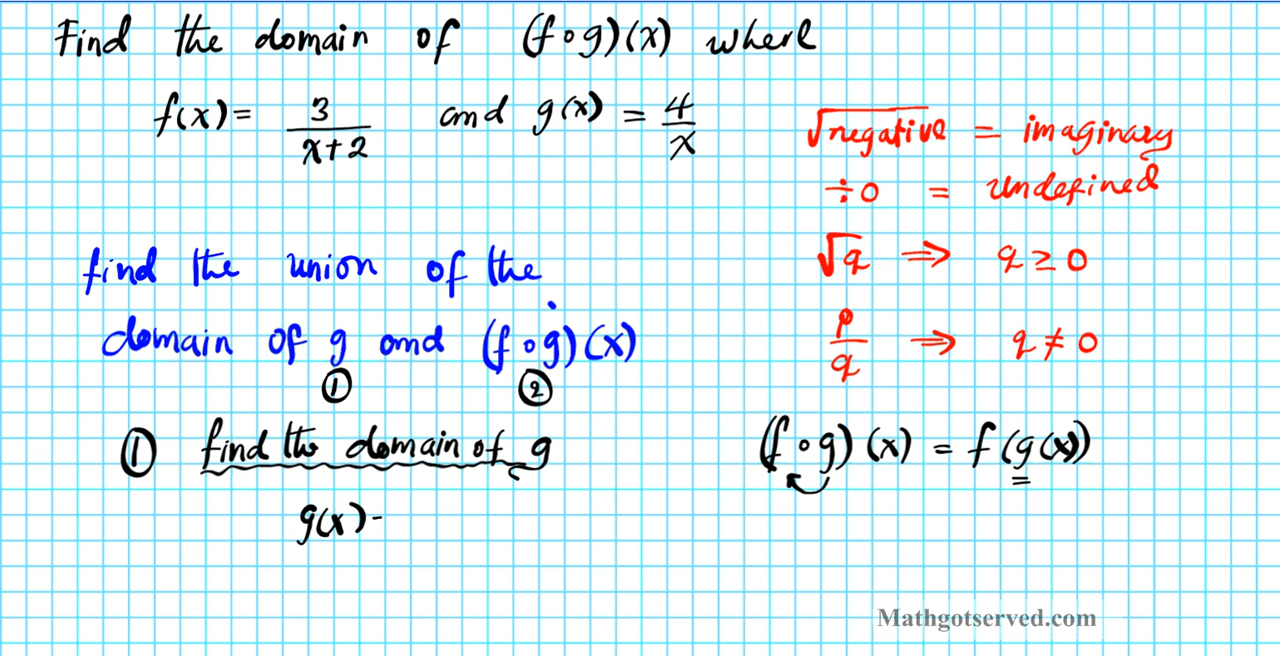 Find the domain of (f∘g)(x) where
f(x) = 3/(x+2) and g(x) = 4/x
√negative = imaginary
÷0 = undefined
√q ⇒ q ≥ 0
p/q ⇒ q ≠ 0
find the union of the
domain of g and (f∘g)(x)
① ②
① find the domain of g
g(x) -
(f∘g)(x) = f(g(x))
Mathgotserved.com